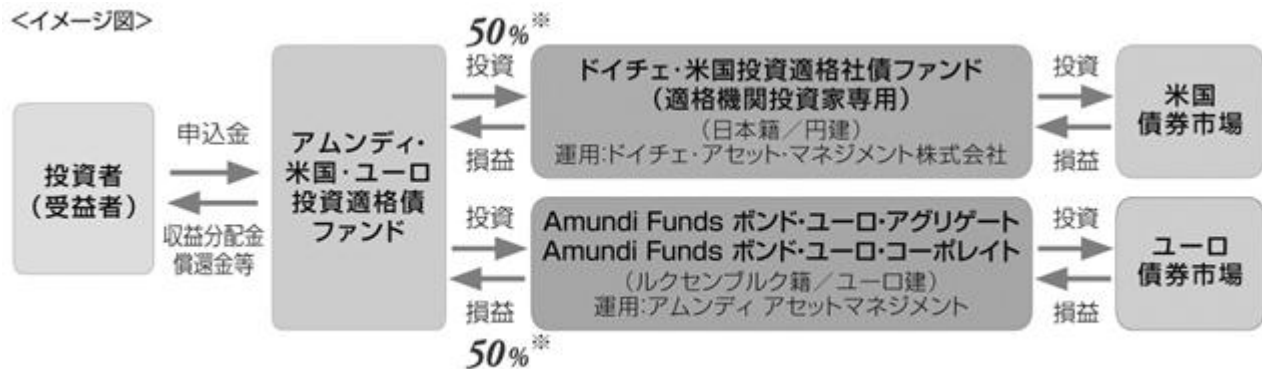 <イメージ図>
50%※
投資
損益
ドイチェ・米国投資適格社債ファンド
(適格機関投資家専用)
(日本籍/円建)
運用:ドイチェ・アセット・マネジメント株式会社
投資
損益
米国
債券市場
投資者
(受益者)
申込金
収益分配金
償還金等
アムンディ・
米国・ユーロ
投資適格債
ファンド
投資
損益
50%※
Amundi Funds ボンド・ユーロ・アグリゲート
Amundi Funds ボンド・ユーロ・コーポレイト
(ルクセンブルク籍/ユーロ建)
運用:アムンディ アセットマネジメント
投資
損益
ユーロ
債券市場